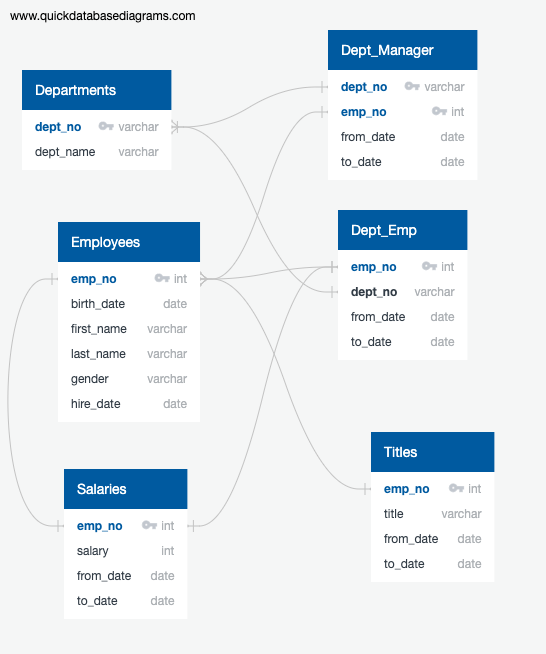 www.quickdatabasediagrams.com
Departments
dept_no varchar
dept_name varchar
Dept_Manager
dept_no varchar
emp_no int
from_date date
to_date date
Employees
emp_no int
birth_date date
first_name varchar
last_name varchar
gender varchar
hire_date date
Dept_Emp
emp_no int
dept_no varchar
from_date date
to_date date
Salaries
emp_no int
salary int
from_date date
to_date date
Titles
emp_no int
title varchar
from_date date
to_date date